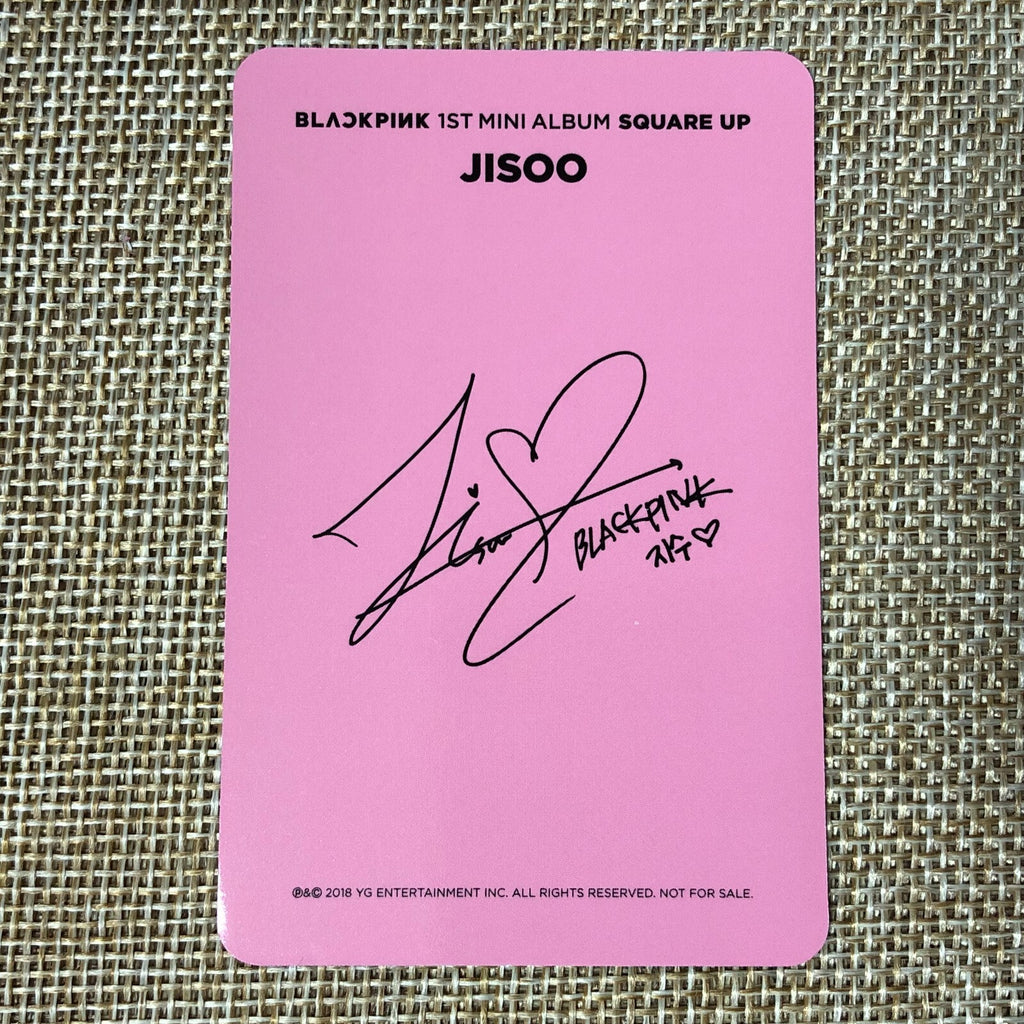 BLACKPINK 1ST MINI ALBUM SQUARE UP
JISOO
Jisoo
BLACKPINK
지수♡
℗&© 2018 YG ENTERTAINMENT INC. ALL RIGHTS RESERVED. NOT FOR SALE.